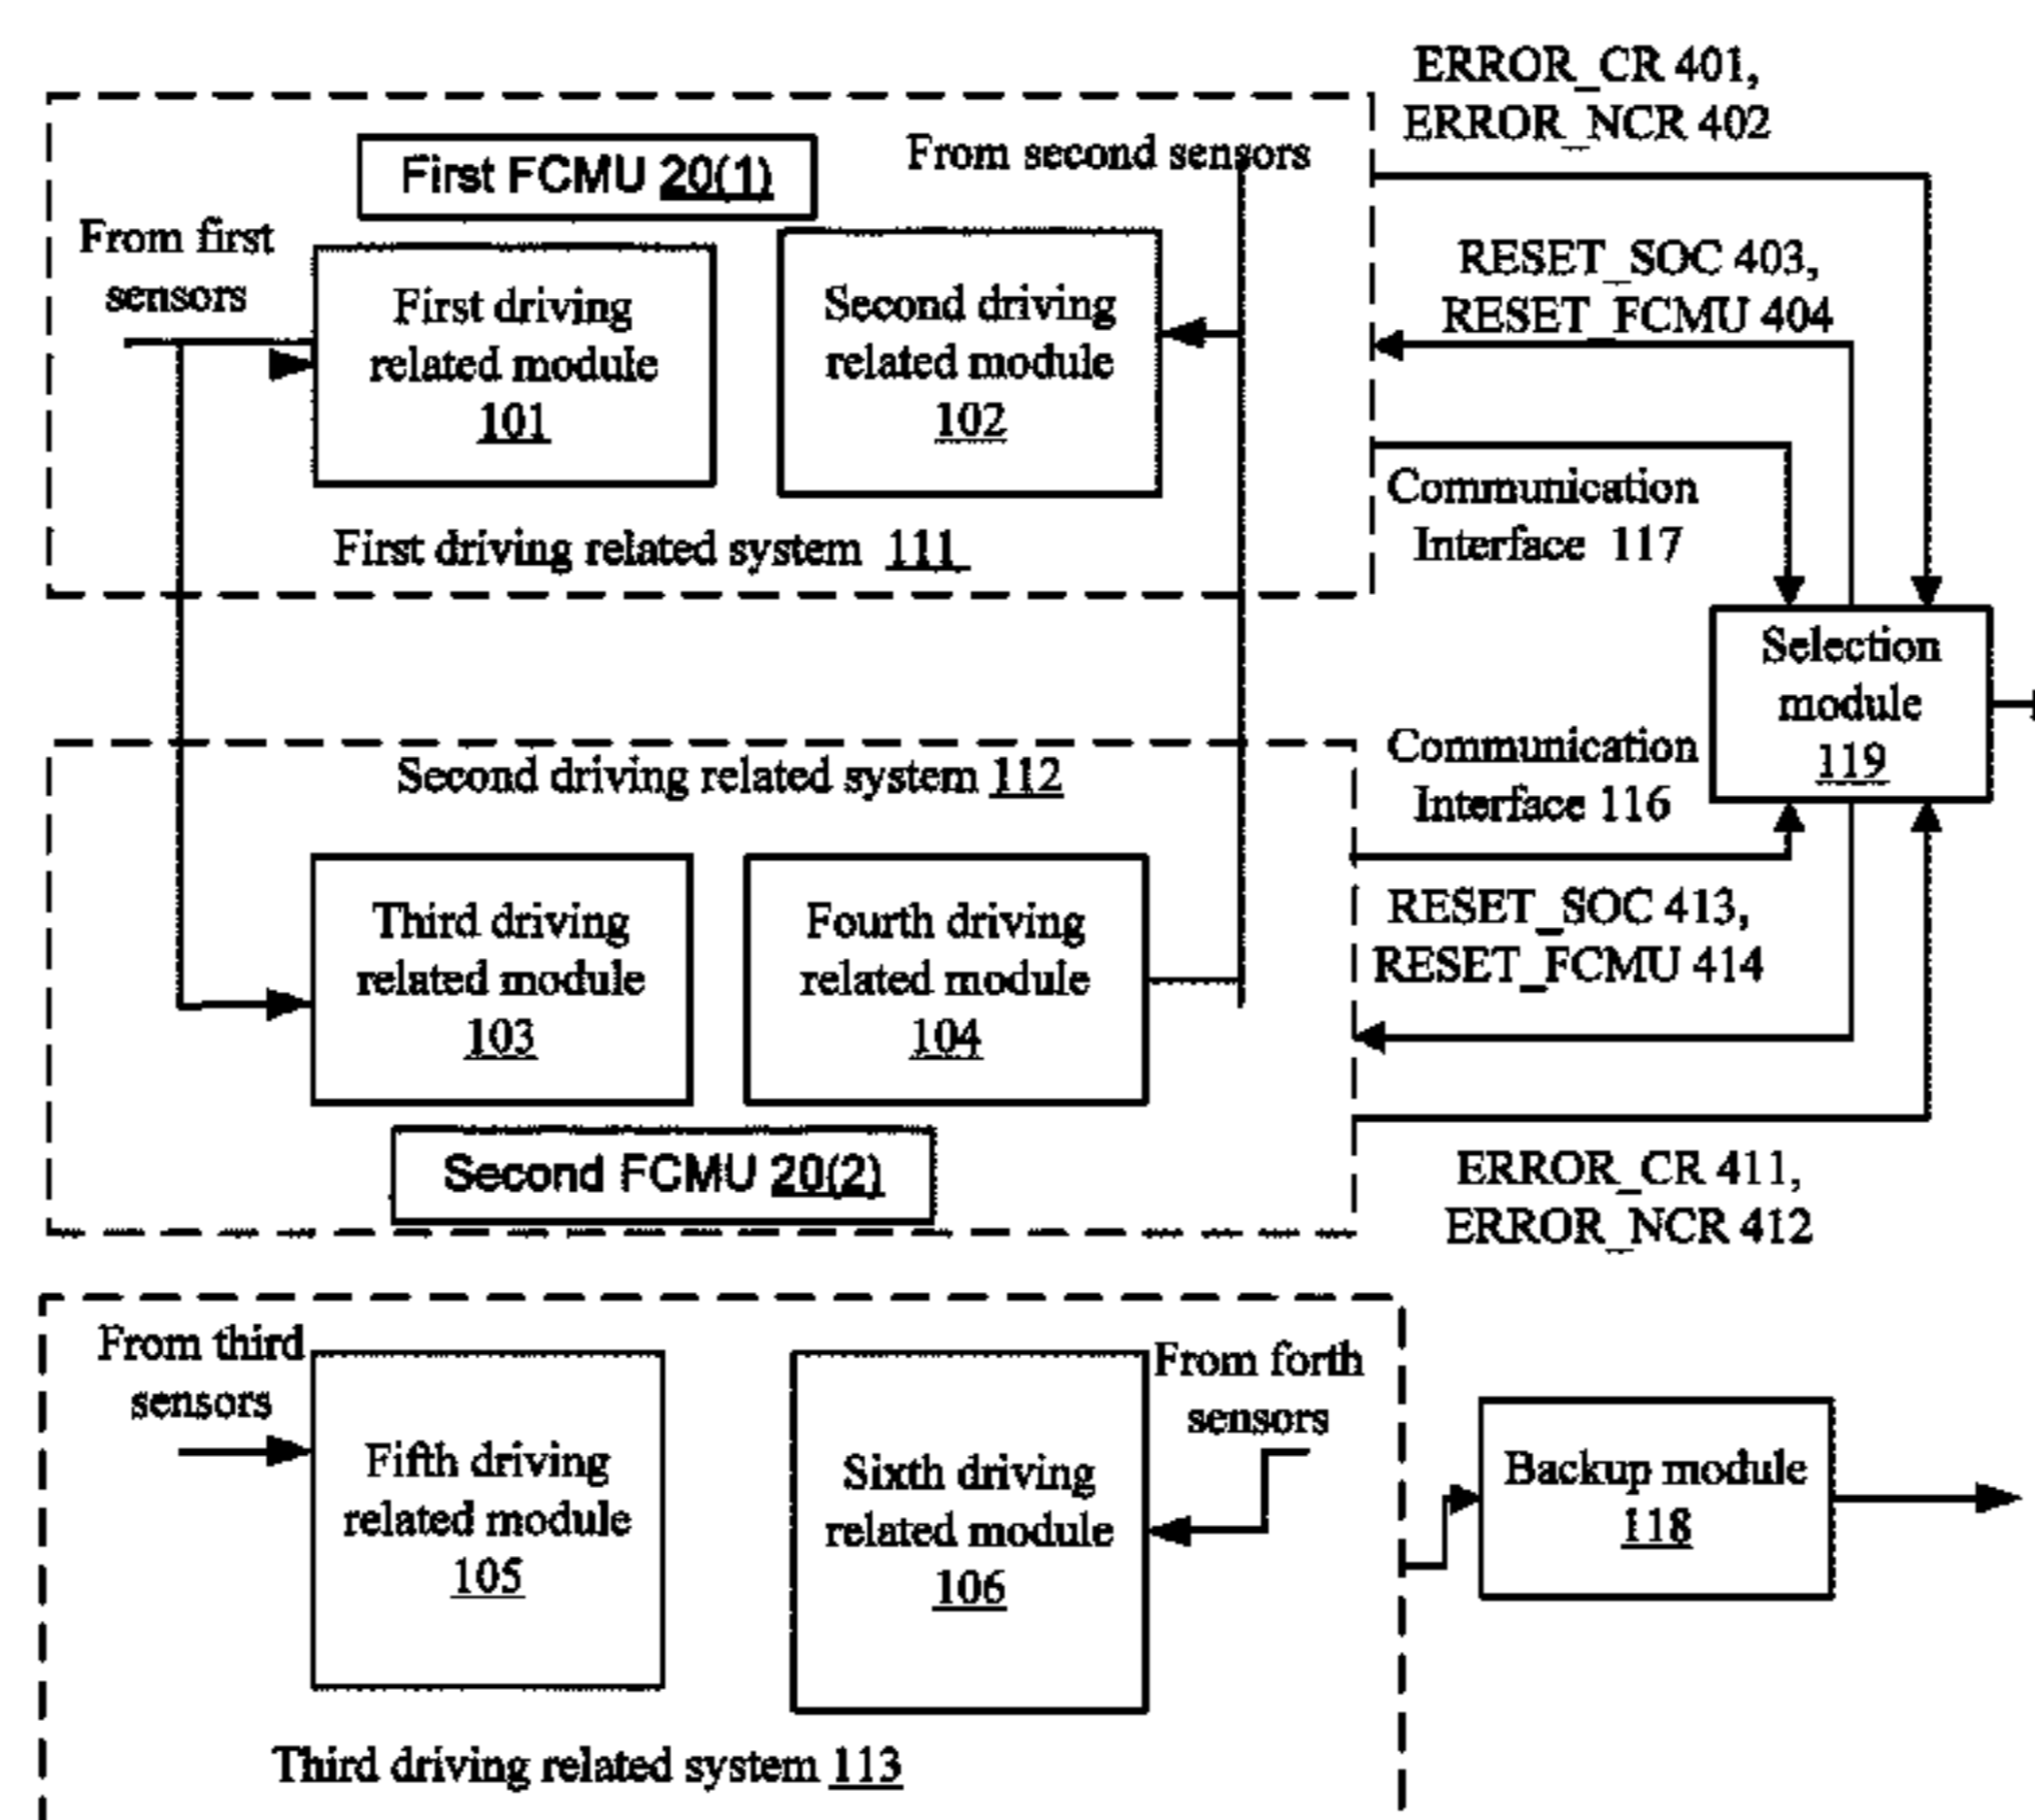 ERROR_CR 401,
ERROR_NCR 402
First FCMU 20(1)
From second sensors
From first
sensors
First driving
related module
101
Second driving
related module
102
RESET_SOC 403,
RESET_FCMU 404
Communication
Interface 117
First driving related system 111
Selection
module
119
Second driving related system 112
Communication
Interface 116
Third driving
related module
103
Fourth driving
related module
104
RESET_SOC 413,
RESET_FCMU 414
Second FCMU 20(2)
ERROR_CR 411,
ERROR_NCR 412
From third
sensors
Fifth driving
related module
105
Sixth driving
related module
106
From forth
sensors
Backup module
118
Third driving related system 113